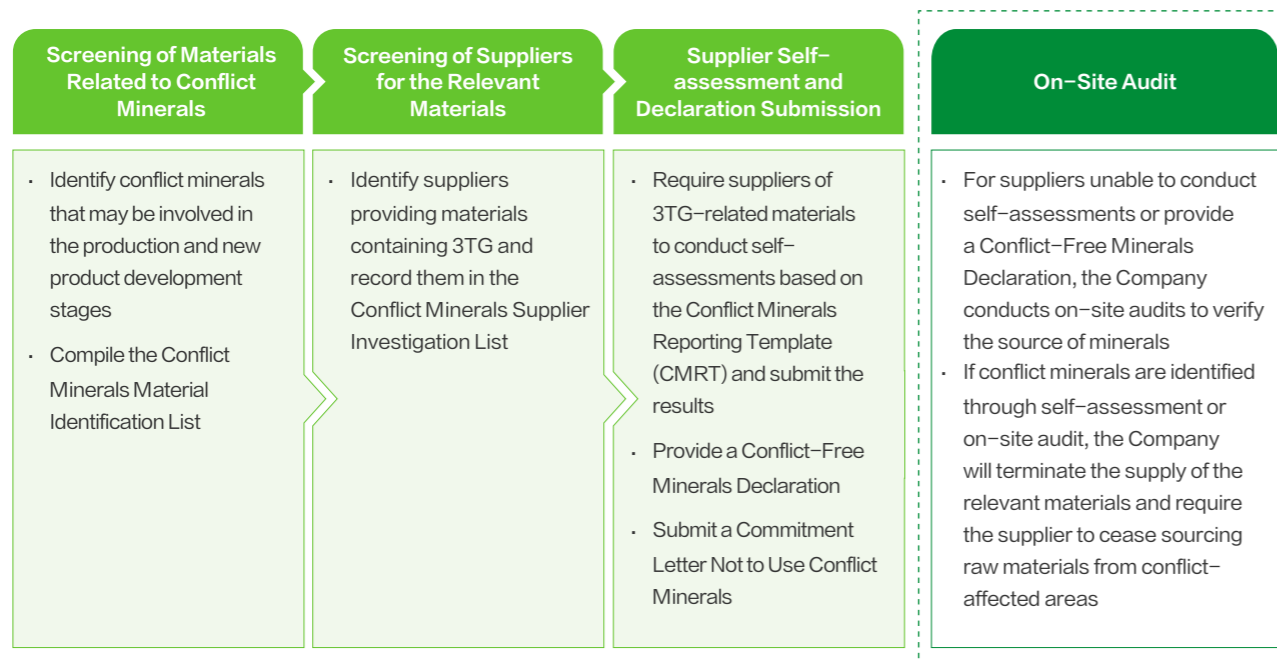 Screening of Materials
Related to Conflict
Minerals
· Identify conflict minerals
that may be involved in
the production and new
product development
stages
· Compile the Conflict
Minerals Material
Identification List
Screening of Suppliers
for the Relevant
Materials
· Identify suppliers
providing materials
containing 3TG and
record them in the
Conflict Minerals Supplier
Investigation List
Supplier Self-
assessment and
Declaration Submission
· Require suppliers of
3TG-related materials
to conduct self-
assessments based on
the Conflict Minerals
Reporting Template
(CMRT) and submit the
results
· Provide a Conflict-Free
Minerals Declaration
· Submit a Commitment
Letter Not to Use Conflict
Minerals
On-Site Audit
· For suppliers unable to conduct
self-assessments or provide
a Conflict-Free Minerals
Declaration, the Company
conducts on-site audits to verify
the source of minerals
· If conflict minerals are identified
through self-assessment or
on-site audit, the Company
will terminate the supply of the
relevant materials and require
the supplier to cease sourcing
raw materials from conflict-
affected areas